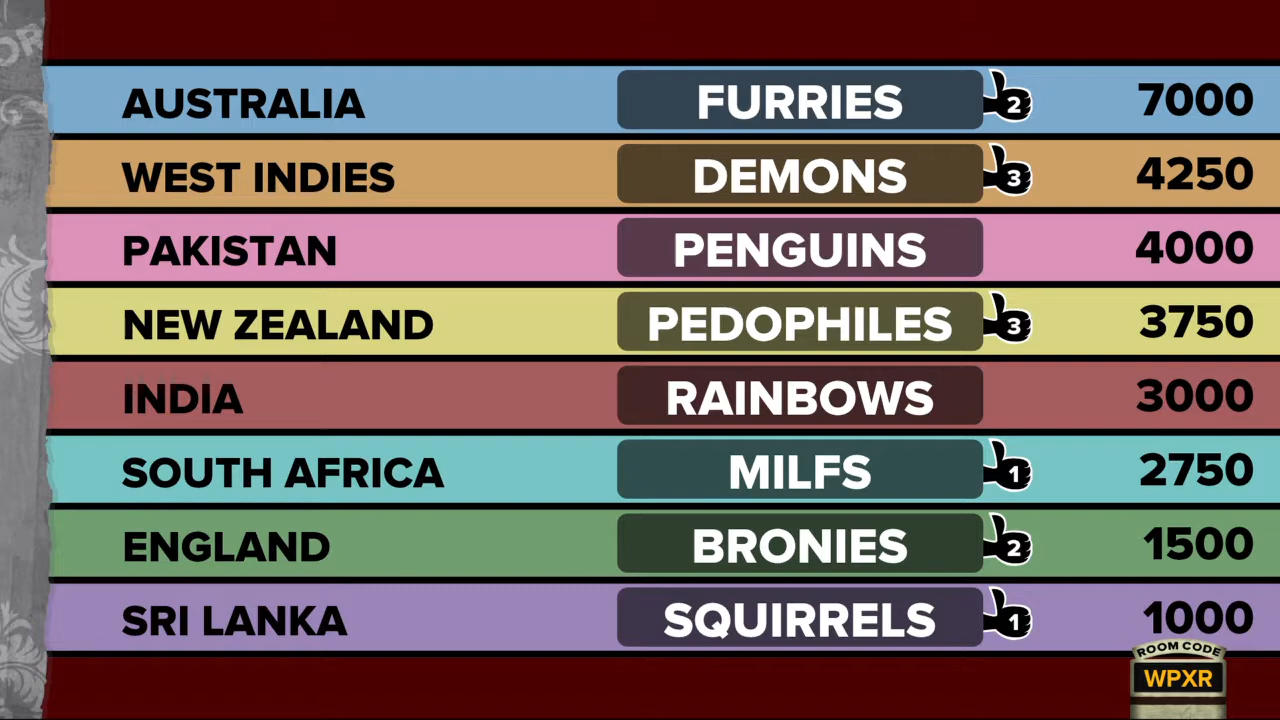 AUSTRALIA FURRIES 2 7000
WEST INDIES DEMONS 3 4250
PAKISTAN PENGUINS 4000
NEW ZEALAND PEDOPHILES 3 3750
INDIA RAINBOWS 3000
SOUTH AFRICA MILFS 1 2750
ENGLAND BRONIES 2 1500
SRI LANKA SQUIRRELS 1 1000
ROOM CODE
WPXR